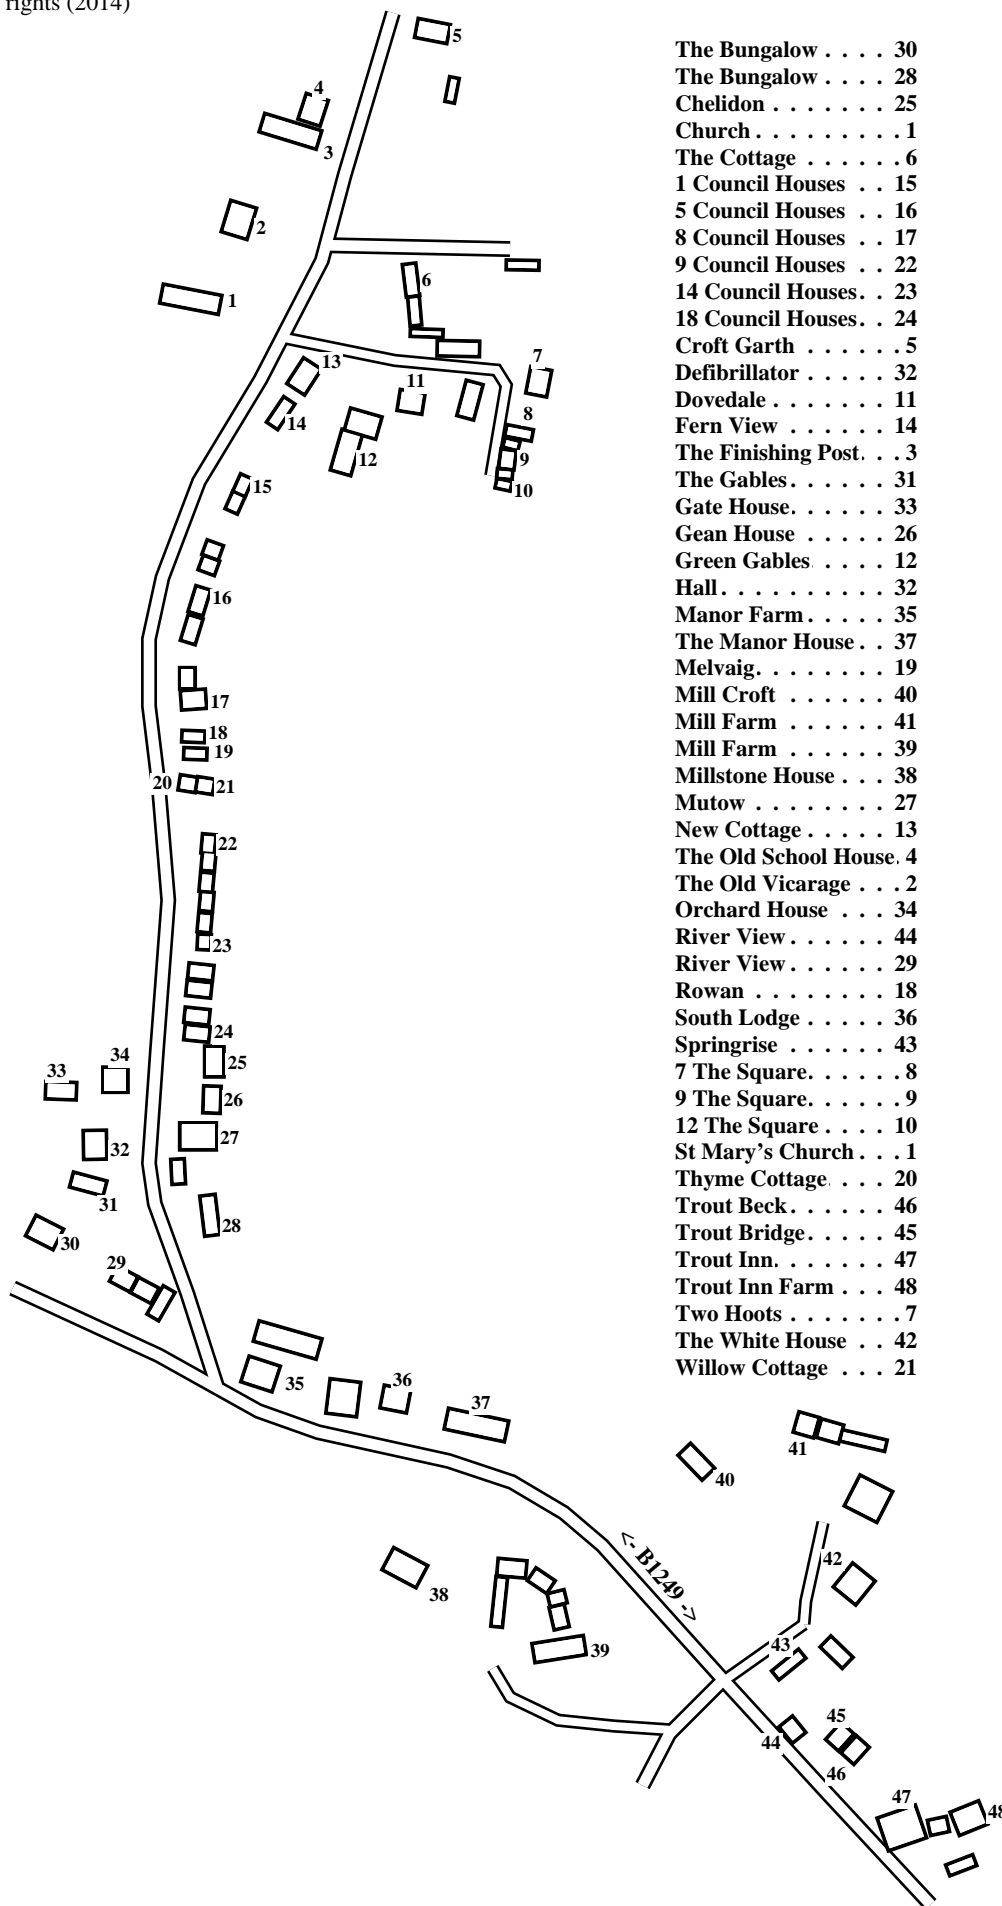 rights (2014)
The Bungalow . . . . 30
The Bungalow . . . . 28
Chelidon . . . . . . . 25
Church . . . . . . . . . 1
The Cottage . . . . . . 6
1 Council Houses . . 15
5 Council Houses . . 16
8 Council Houses . . 17
9 Council Houses . . 22
14 Council Houses . . 23
18 Council Houses . . 24
Croft Garth . . . . . . 5
Defibrillator . . . . . 32
Dovedale . . . . . . . 11
Fern View . . . . . . 14
The Finishing Post . . . 3
The Gables . . . . . . 31
Gate House . . . . . . 33
Gean House . . . . . 26
Green Gables . . . . . 12
Hall . . . . . . . . . . 32
Manor Farm . . . . . 35
The Manor House . . 37
Melvaig . . . . . . . . 19
Mill Croft . . . . . . 40
Mill Farm . . . . . . 41
Mill Farm . . . . . . 39
Millstone House . . . 38
Mutow . . . . . . . . 27
New Cottage . . . . . 13
The Old School House . 4
The Old Vicarage . . . 2
Orchard House . . . 34
River View . . . . . . 44
River View . . . . . . 29
Rowan . . . . . . . . 18
South Lodge . . . . . 36
Springrise . . . . . . 43
7 The Square . . . . . . 8
9 The Square . . . . . . 9
12 The Square . . . . 10
St Mary’s Church . . . 1
Thyme Cottage . . . . 20
Trout Beck . . . . . . 46
Trout Bridge . . . . . 45
Trout Inn . . . . . . . 47
Trout Inn Farm . . . 48
Two Hoots . . . . . . . 7
The White House . . 42
Willow Cottage . . . 21
5
4
3
2
1
6
7
13
11
8
14
12
9
10
15
16
17
18
19
20
21
22
23
24
25
34
33
26
27
32
31
28
30
29
35
36
37
41
40
<- B1249 ->
42
38
39
43
45
44
46
47
48